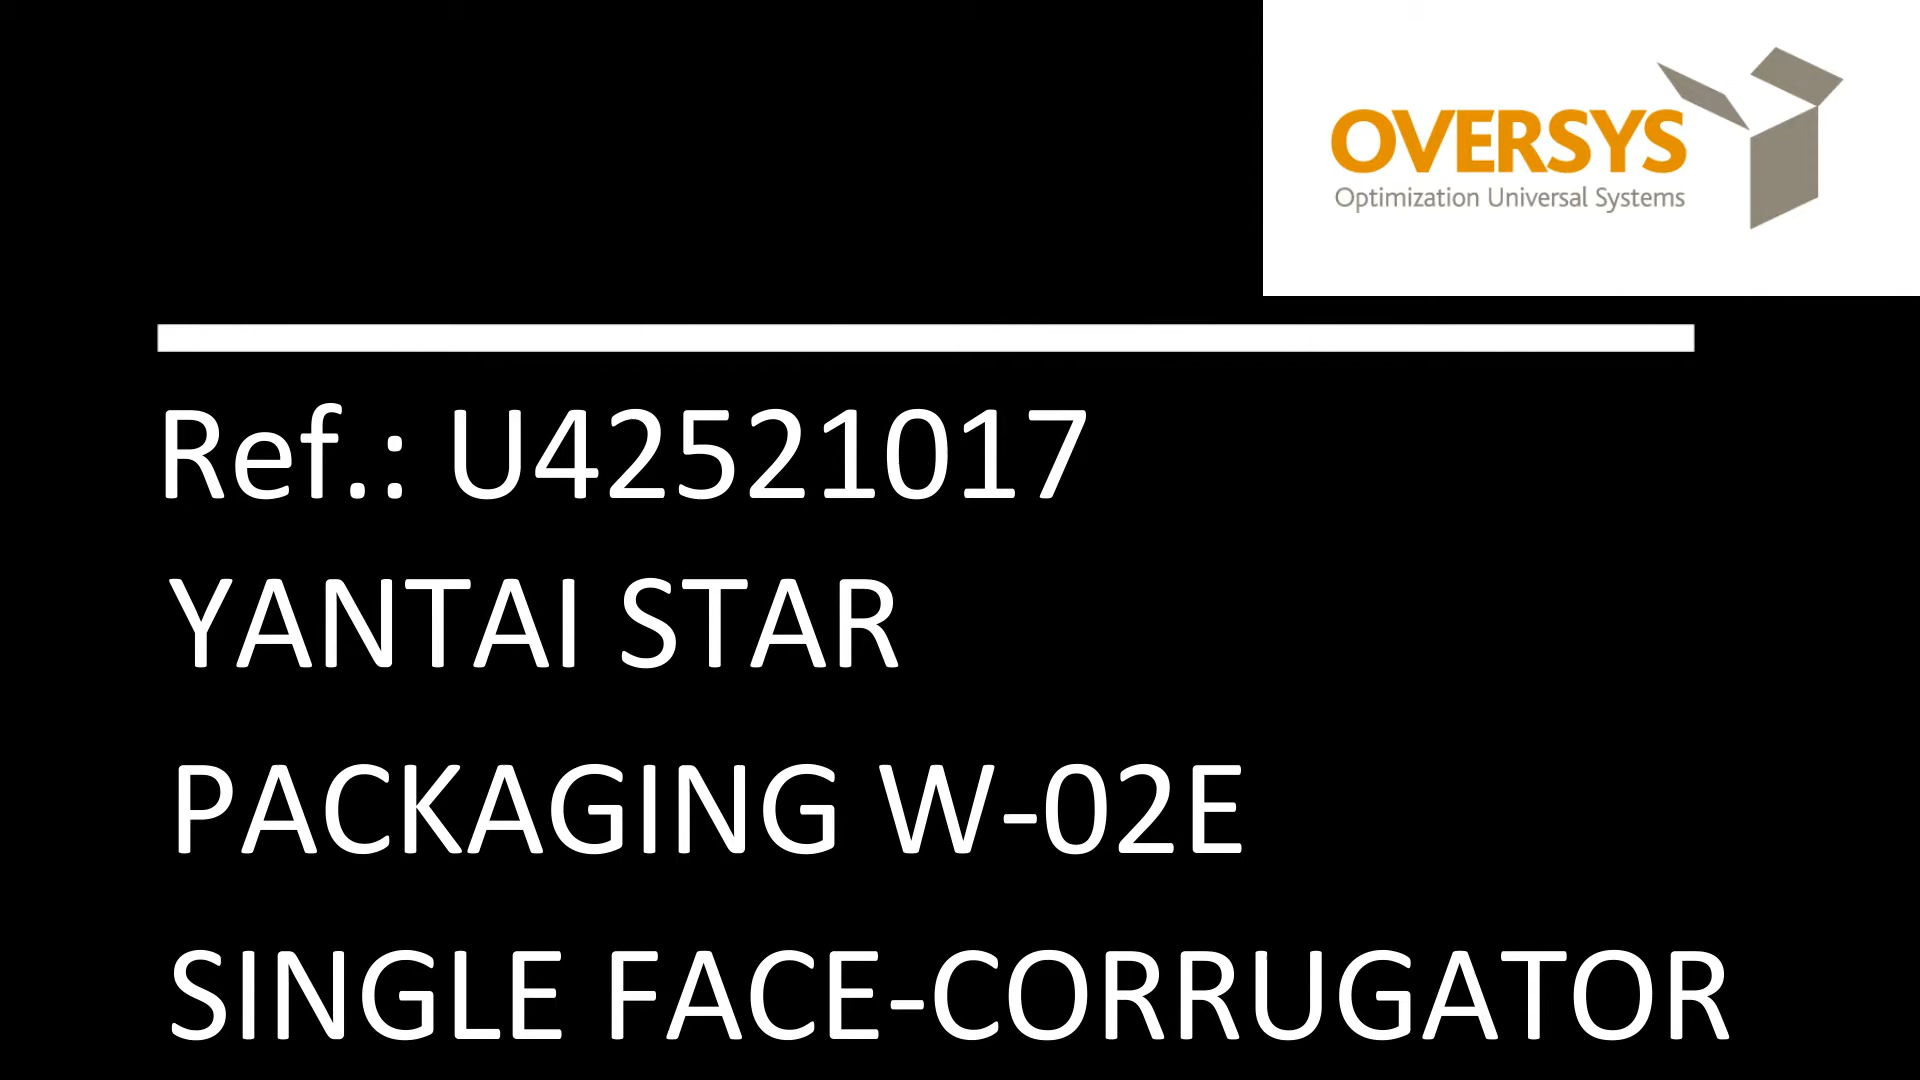 OVERSYS
Optimization Universal Systems
Ref.: U42521017
YANTAI STAR
PACKAGING W-02E
SINGLE FACE-CORRUGATOR